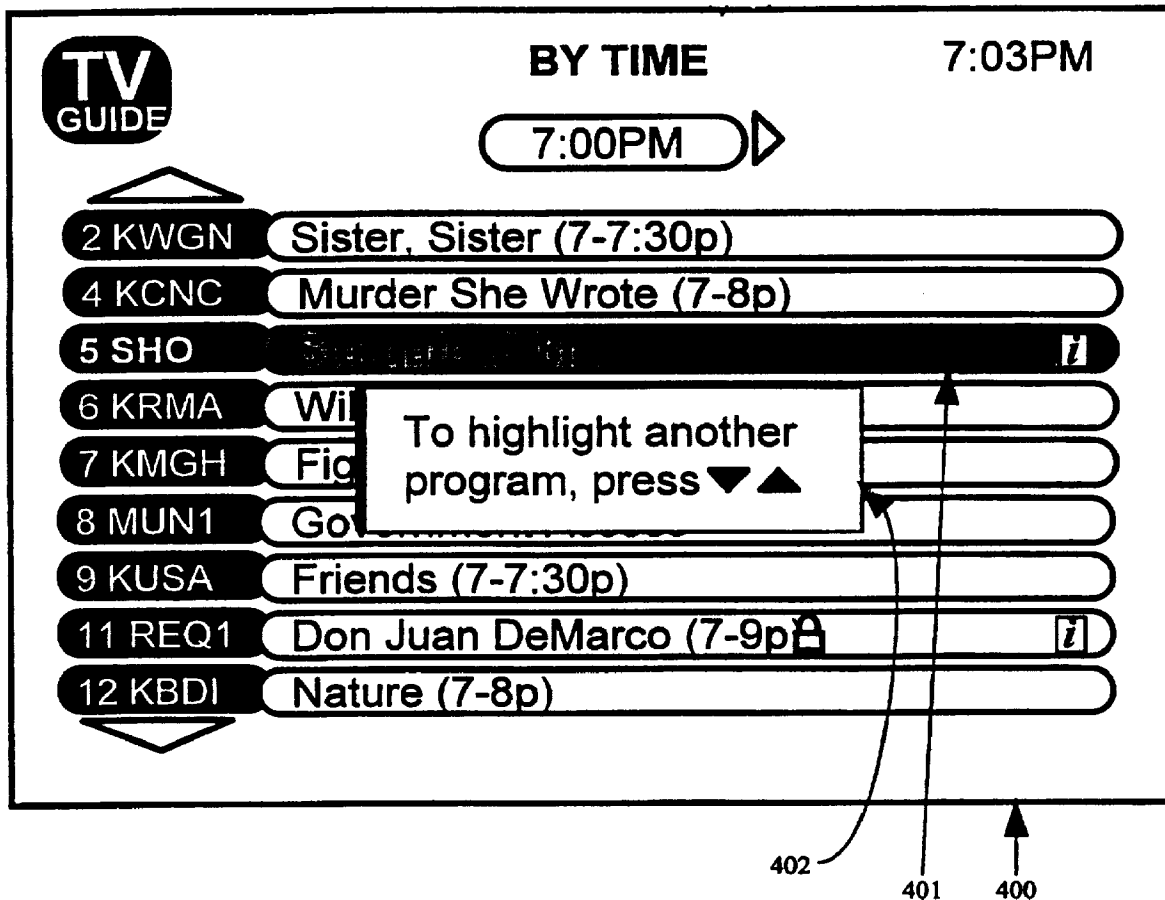 TV
GUIDE
BY TIME
7:03PM
7:00PM
2 KWGN Sister, Sister (7-7:30p)
4 KCNC Murder She Wrote (7-8p)
5 SHO i
6 KRMA Wil
7 KMGH Fig
8 MUN1
To highlight another
program, press ▼ ▲
9 KUSA Friends (7-7:30p)
11 REQ1 Don Juan DeMarco (7-9p) i
12 KBDI Nature (7-8p)
402
401
400